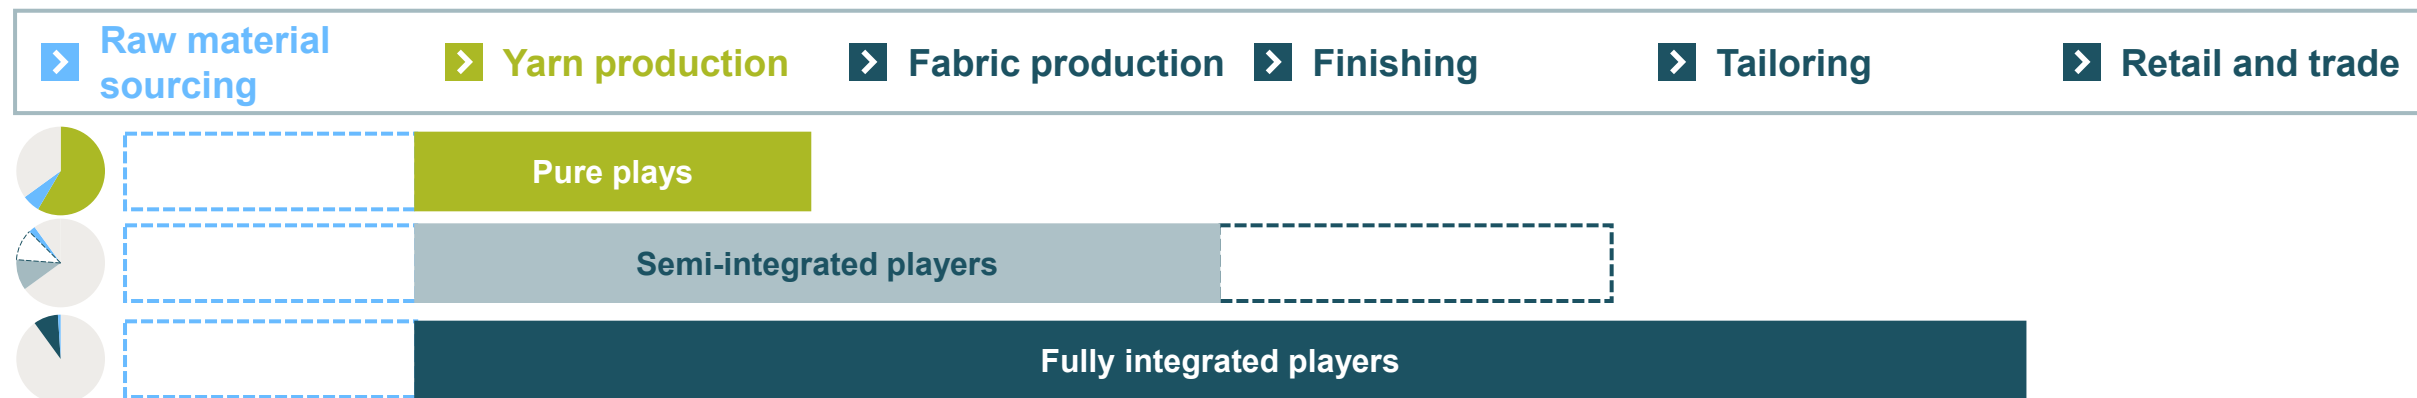 Raw material
sourcing
Yarn production
Fabric production
Finishing
Tailoring
Retail and trade
Pure plays
Semi-integrated players
Fully integrated players